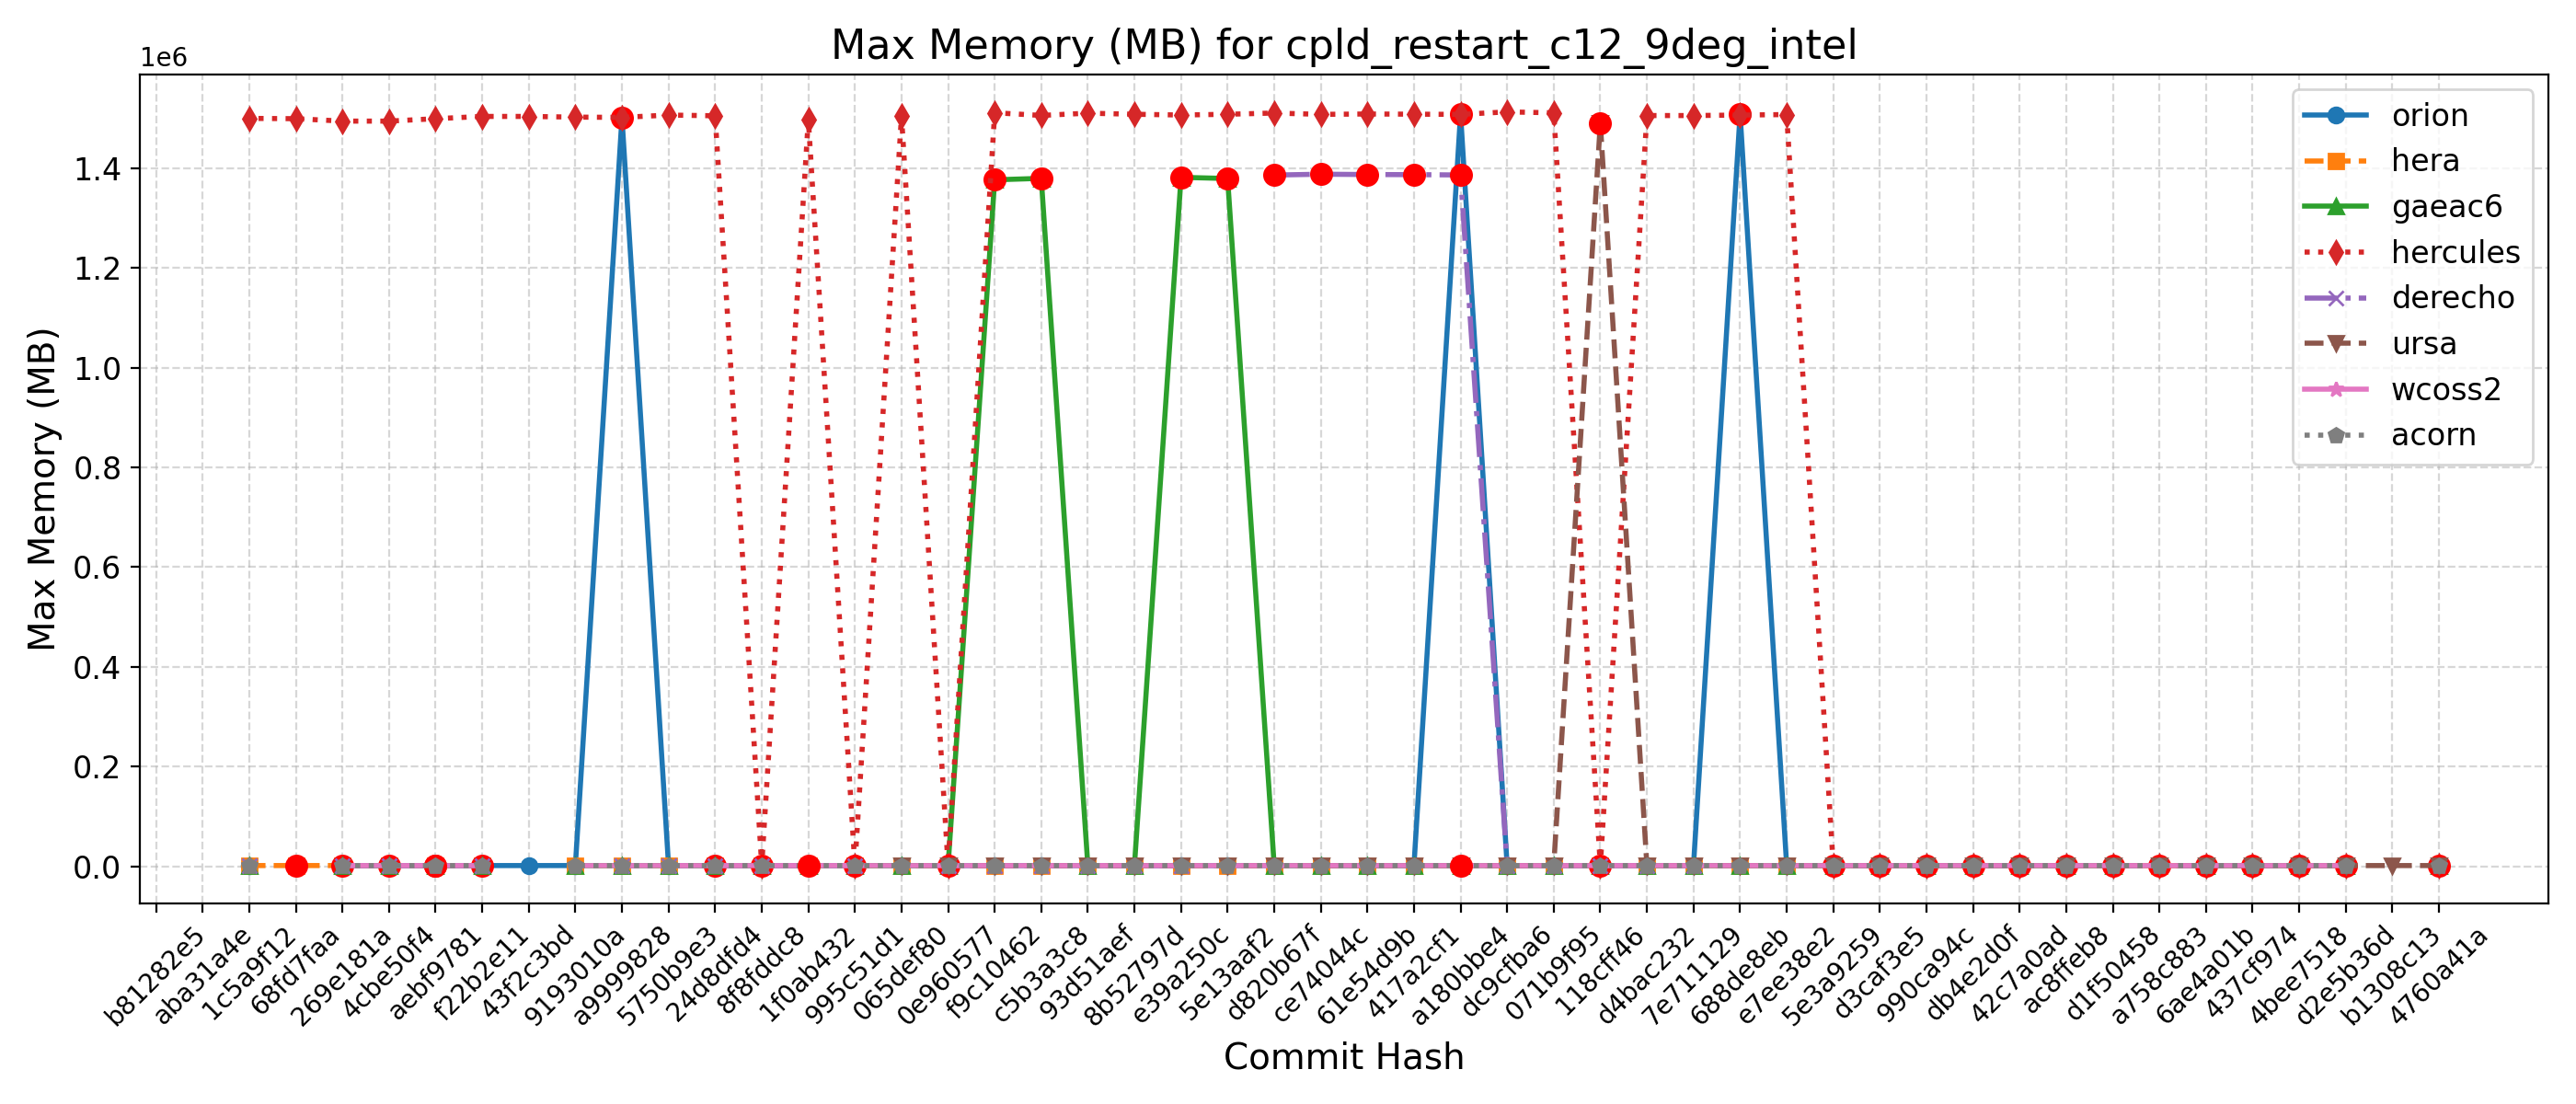 Max Memory (MB) for cpld_restart_c12_9deg_intel
1e6
1.4
1.2
1.0
0.8
0.6
0.4
0.2
0.0
Max Memory (MB)
orion
hera
gaeac6
hercules
derecho
ursa
wcoss2
acorn
b81282e5
aba31a4e
1c5a9f12
68fd7faa
269e181a
4cbe50f4
aebf9781
f22b2e11
43f2c3bd
9193010a
a9999828
5750b9e3
24d8dfd4
8f8fddc8
1f0ab432
995c51d1
065def80
0e960577
f9c10462
c5b3a3c8
93d51aef
8b52797d
e39a250c
5e13aaf2
d820b67f
ce74044c
61e54d9b
417a2cf1
a180bbe4
dc9cfba6
071b9f95
118cff46
d4bac232
7e711129
688de8eb
e7ee38e2
5e3a9259
d3caf3e5
990ca94c
db4e2d0f
42c7a0ad
ac8ffeb8
d1f50458
a758c883
6ae4a01b
437cf974
4bee7518
d2e5b36d
b1308c13
4760a41a
Commit Hash